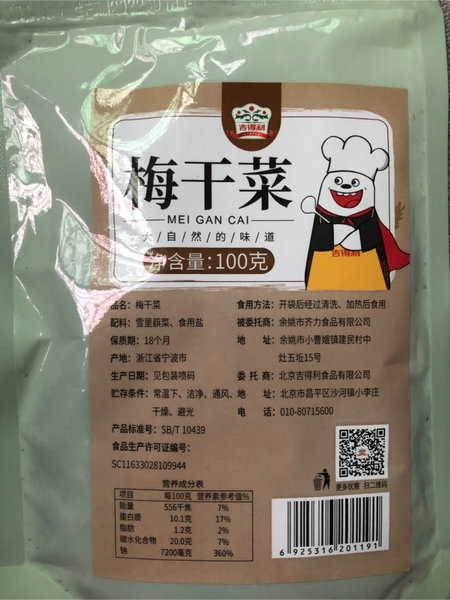 吉得利
梅干菜
MEI GAN CAI
大/自/然/的/味/道
净含量:100克
品名: 梅干菜
配料: 雪里蕻菜、食用盐
保质期: 18个月
产地: 浙江省宁波市
生产日期: 见包装喷码
贮存条件: 常温下、洁净、通风、
干燥、避光
产品标准号: SB/T 10439
食品生产许可证编号:
SC11633028109944
食用方法: 开袋后经过清洗、加热后食用
被委托商: 余姚市齐力食品有限公司
地 址: 余姚市小曹娥镇建民村中
灶五坵15号
委 托 商: 北京吉得利食品有限公司
地 址: 北京市昌平区沙河镇小李庄
电 话: 010-80715600
营养成分表
项目 每100克 营养素参考值%
能量 556千焦 7%
蛋白质 10.1克 17%
脂肪 1.2克 2%
碳水化合物 20.0克 7%
钠 7200毫克 360%
更多优惠 扫二维码
6 925316 201191
吉得利